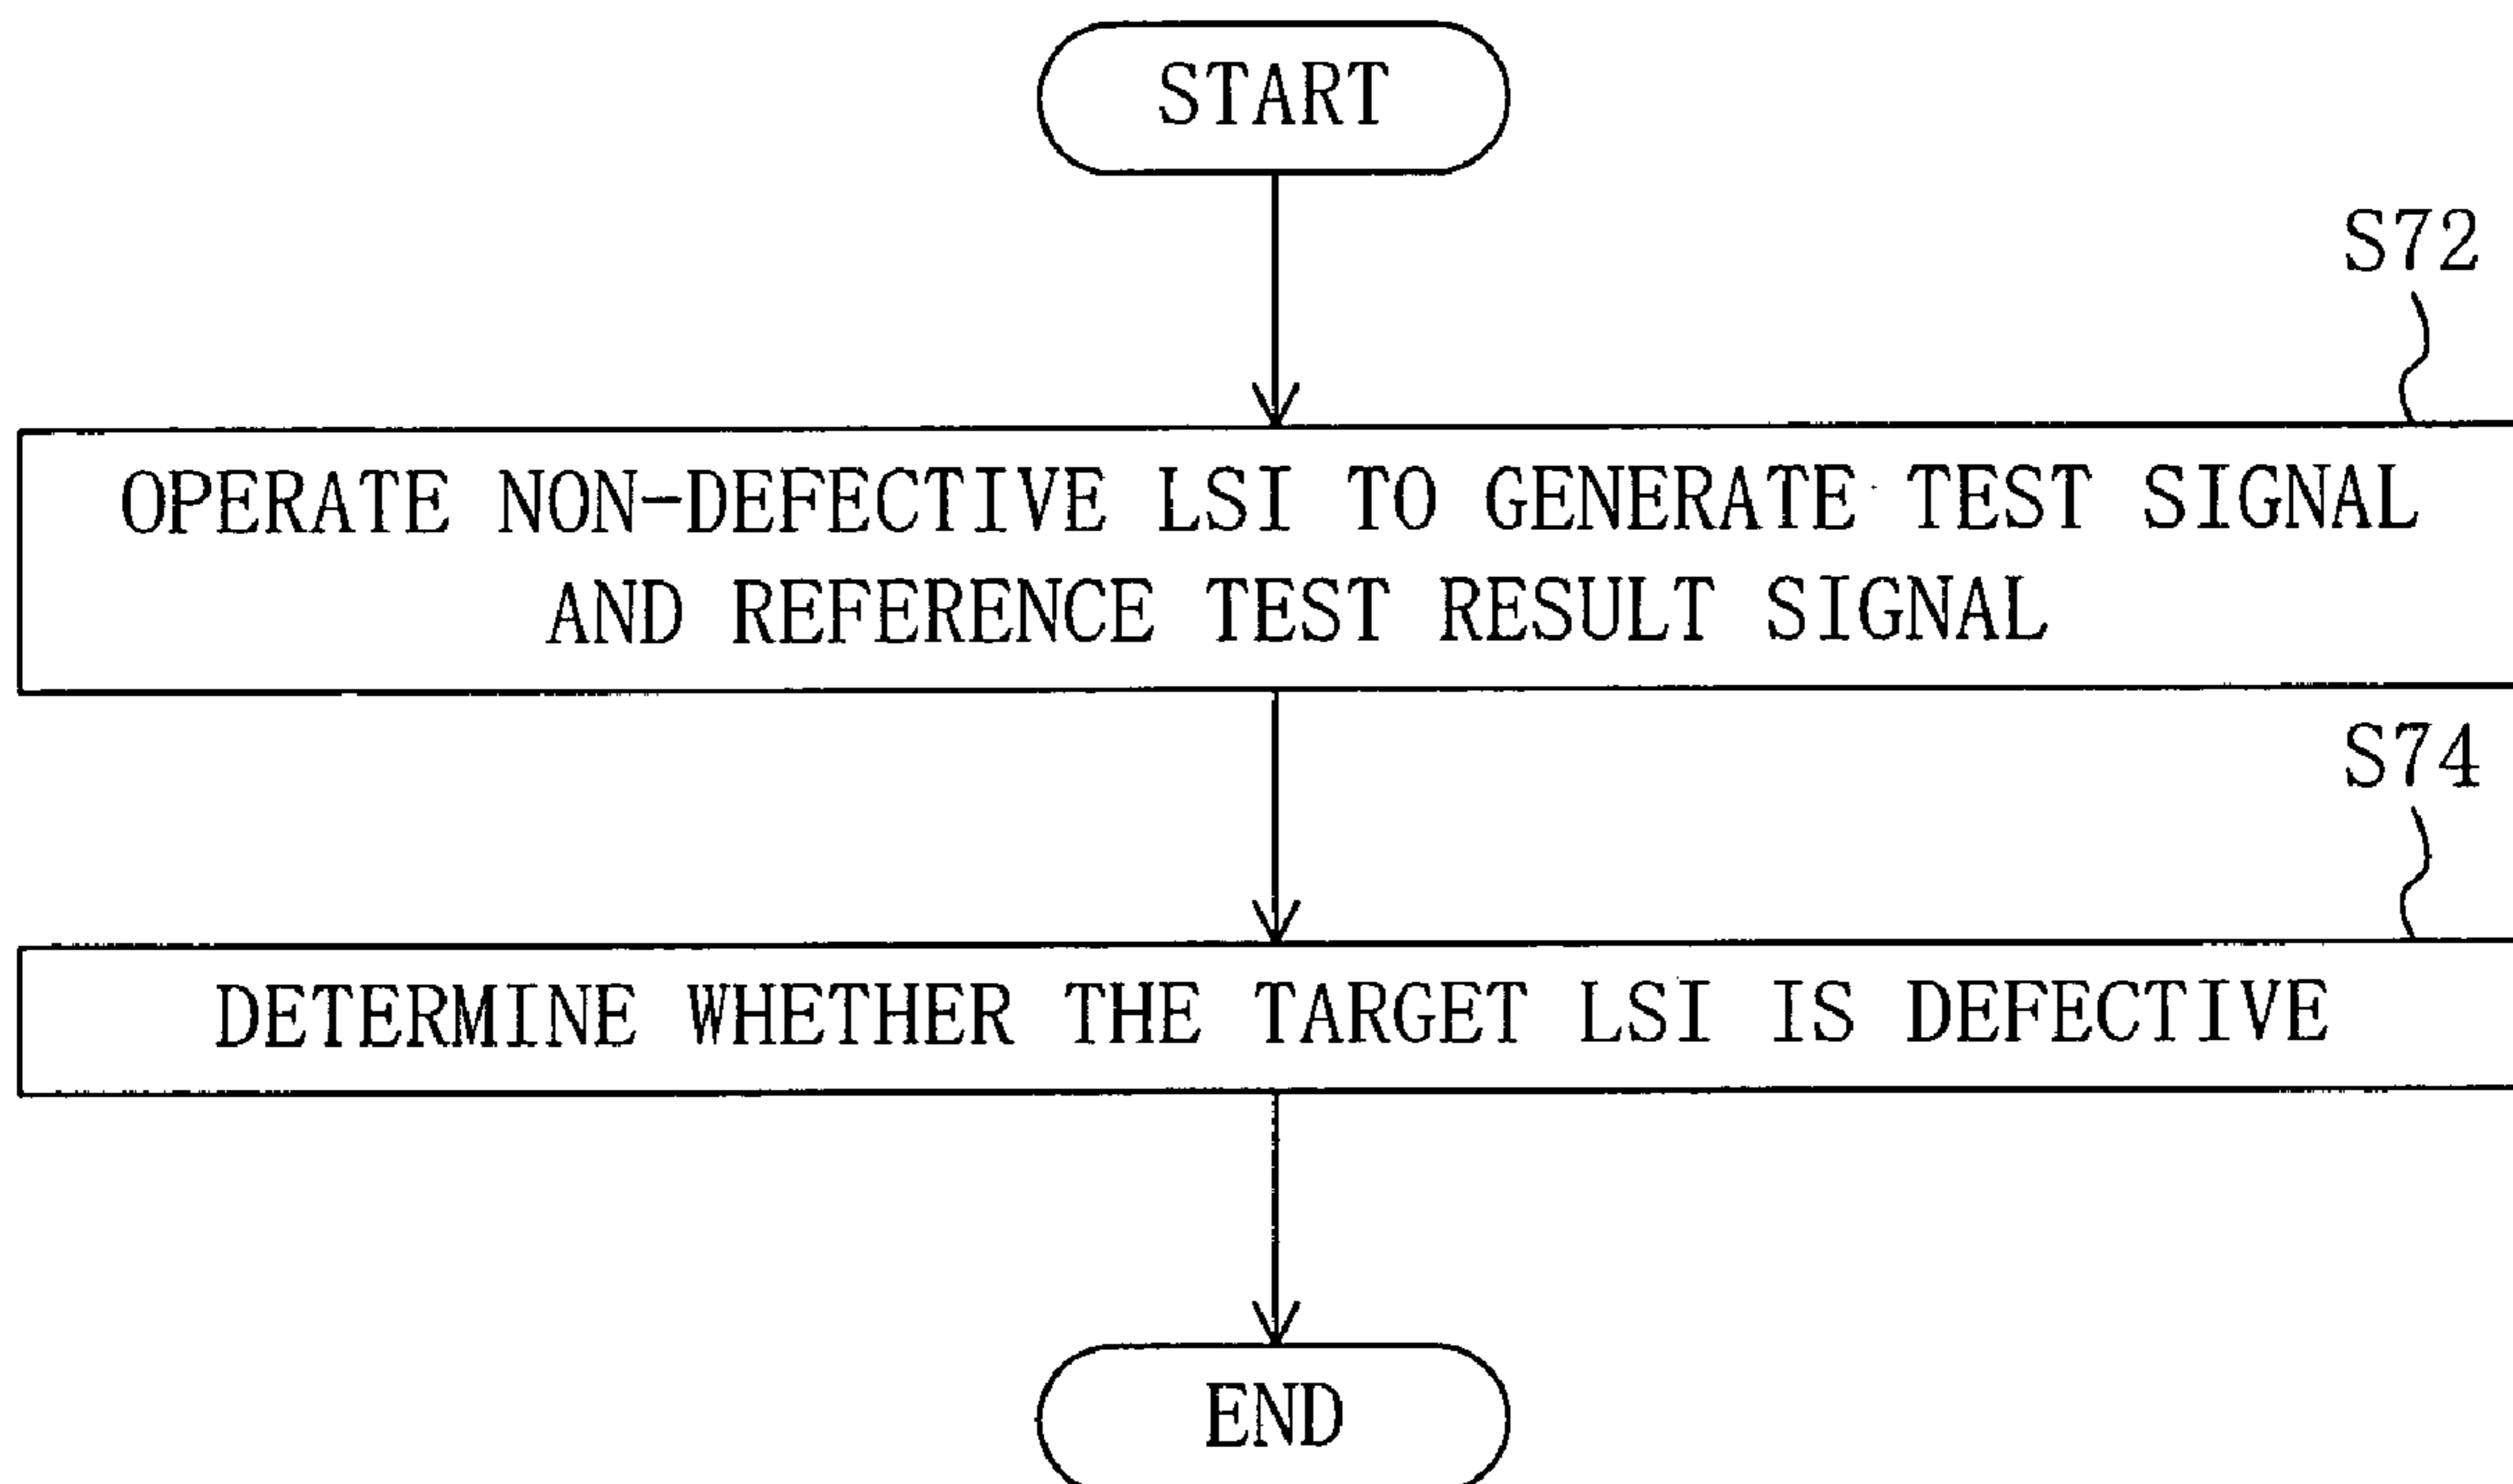 START
S72
OPERATE NON-DEFECTIVE LSI TO GENERATE TEST SIGNAL
AND REFERENCE TEST RESULT SIGNAL
S74
DETERMINE WHETHER THE TARGET LSI IS DEFECTIVE
END